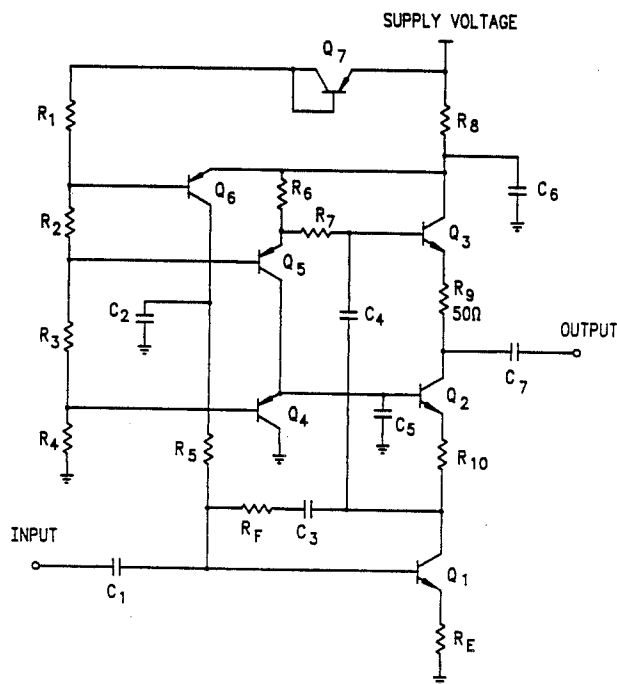 SUPPLY VOLTAGE
Q7
R1
R8
Q6
R6
C6
R2
R7
Q3
Q5
R9
50Ω
C2
C4
OUTPUT
R3
C7
Q4
Q2
C5
R4
R5
R10
RF
C3
INPUT
C1
Q1
RE